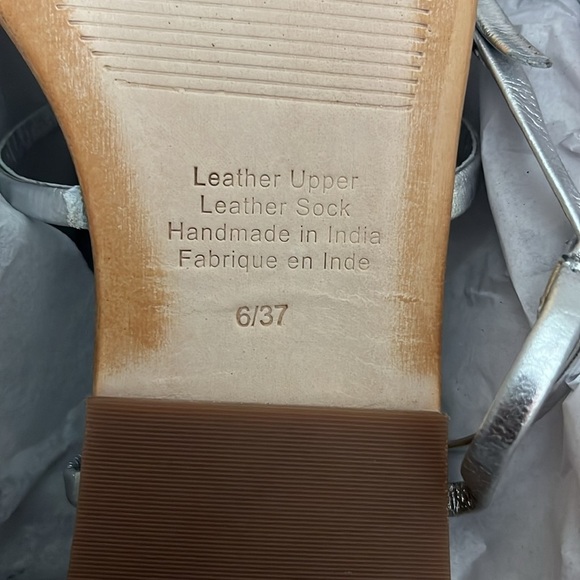 Leather Upper
Leather Sock
Handmade in India
Fabrique en Inde
6/37